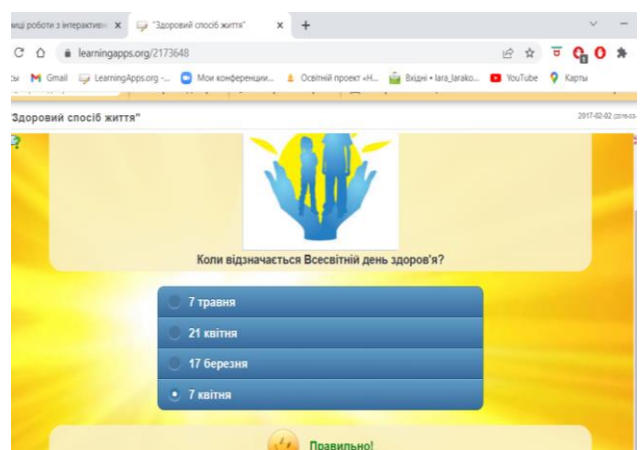 иці роботи з інтерактивн
"Здоровий спосіб життя"
learningapps.org/2173648
Gmail
LearningApps.org -...
Мои конференции...
Освітній проект «Н...
Вхідні • lara_larako...
YouTube
Карты
Здоровий спосіб життя"
2017-02-02
Коли відзначається Всесвітній день здоров'я?
7 травня
21 квітня
17 березня
7 квітня
Правильно!